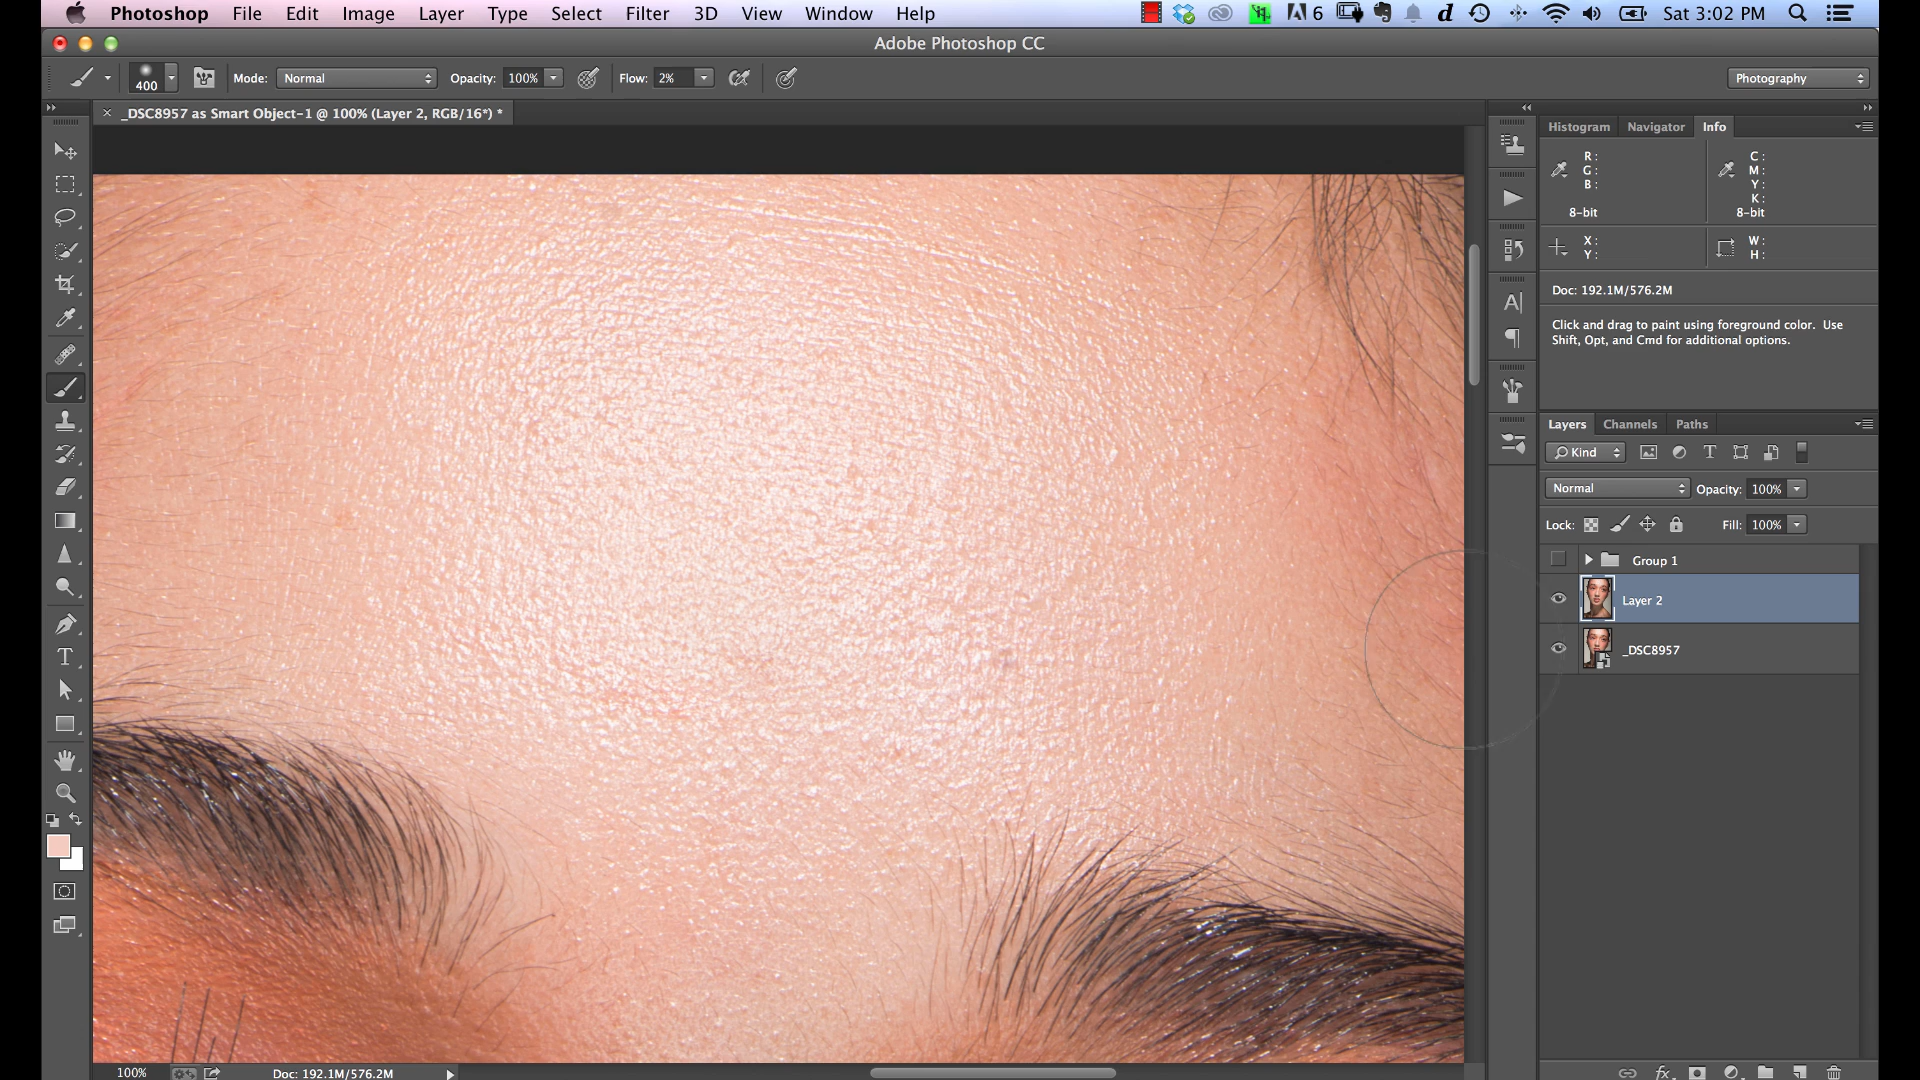 Photoshop File Edit Image Layer Type Select Filter 3D View Window Help 6 Sat 3:02 PM
Adobe Photoshop CC
400 Mode: Normal Opacity: 100% Flow: 2% Photography
× _DSC8957 as Smart Object-1 @ 100% (Layer 2, RGB/16*) *
Histogram Navigator Info
R: C:
G: M:
B: Y:
K:
8-bit 8-bit
X: W:
Y: H:
Doc: 192.1M/576.2M
Click and drag to paint using foreground color. Use
Shift, Opt, and Cmd for additional options.
Layers Channels Paths
Kind
Normal Opacity: 100%
Lock: Fill: 100%
Group 1
Layer 2
_DSC8957
100% Doc: 192.1M/576.2M fx